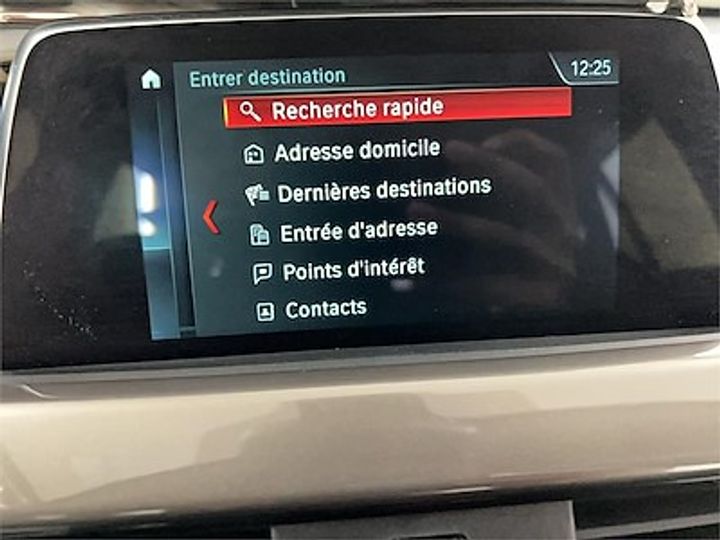 Entrer destination
12:25
Recherche rapide
Adresse domicile
Dernières destinations
Entrée d'adresse
Points d'intérêt
Contacts